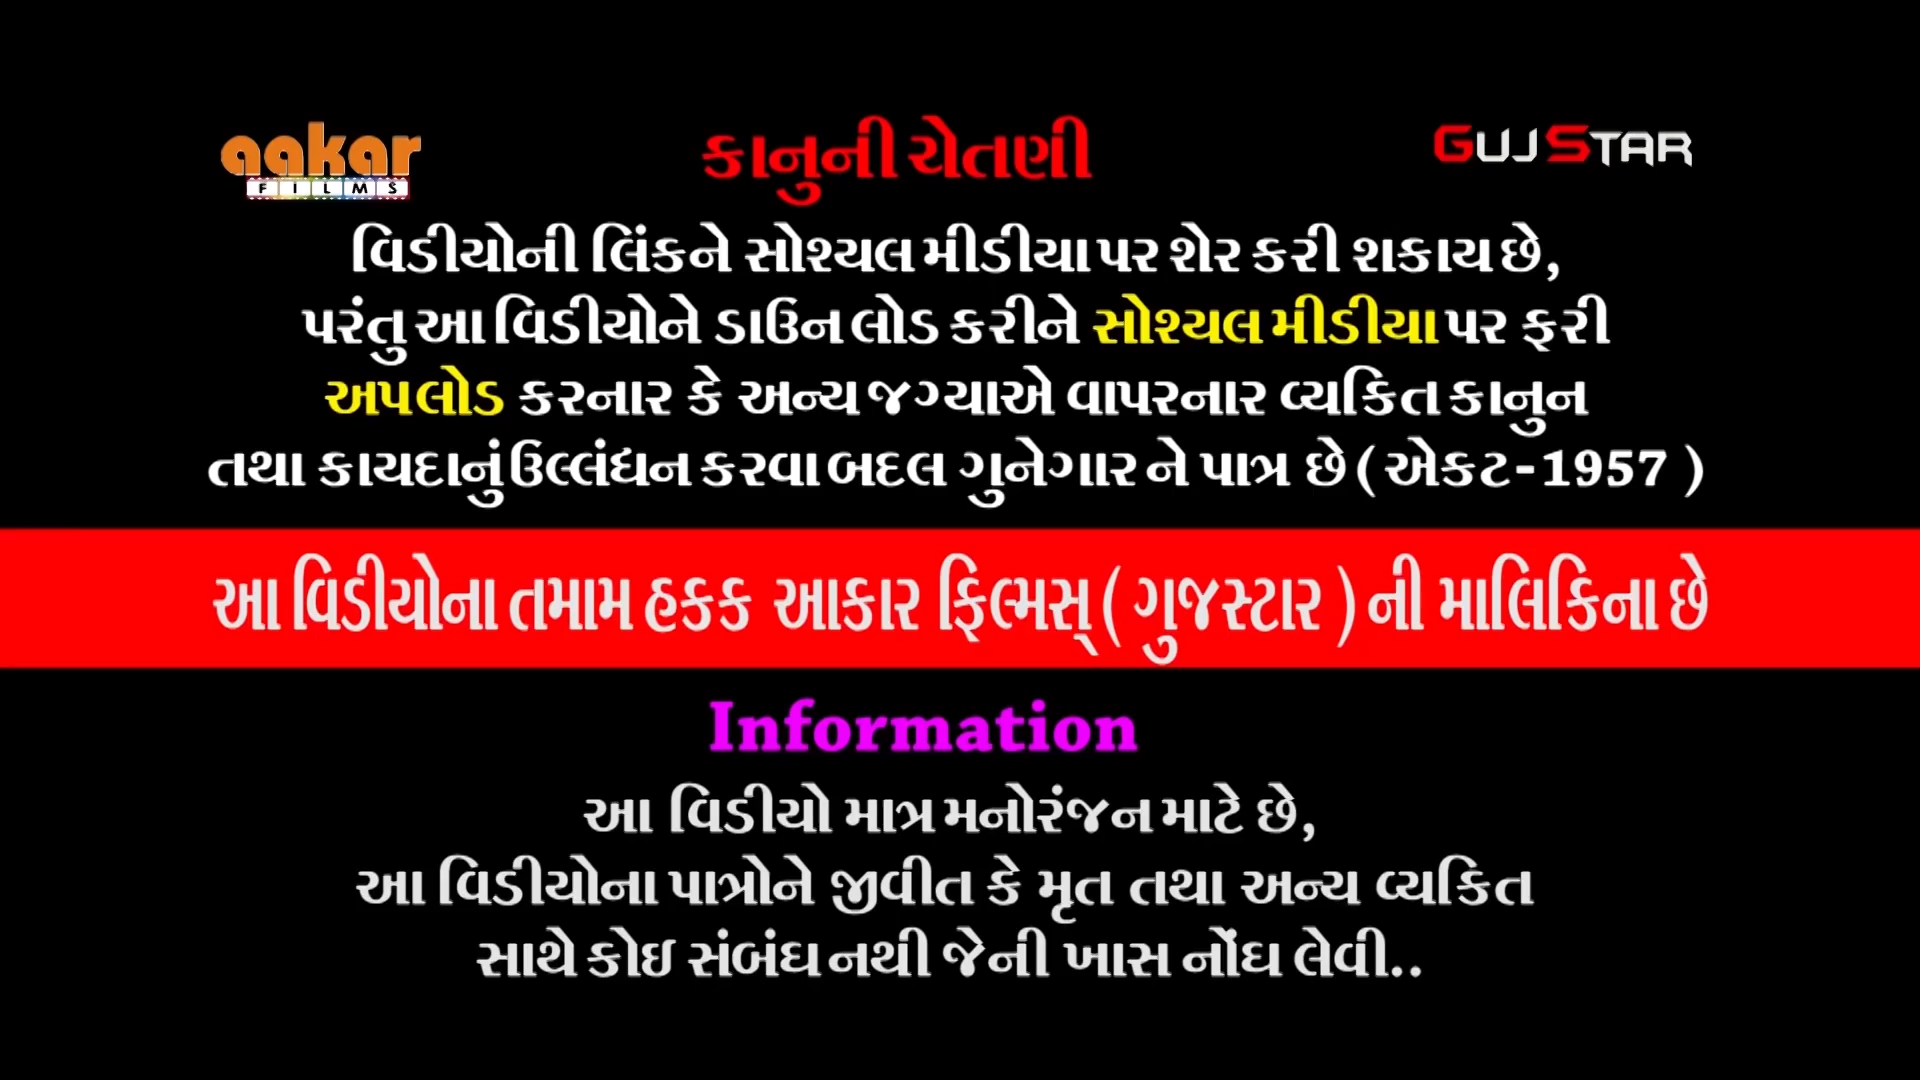 aakar
FILMS
કાનુની ચેતણી
GUJSTAR
વિડીયોની લિંકને સોશ્યલ મીડીયા પર શેર કરી શકાય છે,
પરંતુ આ વિડીયોને ડાઉન લોડ કરીને સોશ્યલ મીડીયા પર ફરી
અપલોડ કરનાર કે અન્ય જગ્યાએ વાપરનાર વ્યકિત કાનુન
તથા કાયદાનું ઉલ્લંઘન કરવા બદલ ગુનેગાર ને પાત્ર છે ( એકટ-1957 )
આ વિડીયોના તમામ હકક આકાર ફિલ્મસ્ ( ગુજસ્ટાર ) ની માલિકિના છે
Information
આ વિડીયો માત્ર મનોરંજન માટે છે,
આ વિડીયોના પાત્રોને જીવીત કે મૃત તથા અન્ય વ્યકિત
સાથે કોઇ સંબંઘ નથી જેની ખાસ નોંઘ લેવી..